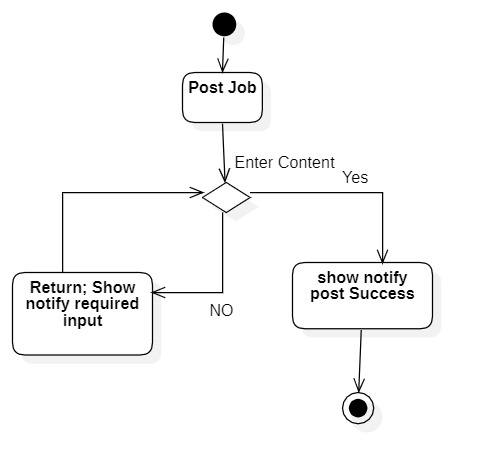 Post Job
Enter Content
Yes
Return; Show
notify required
input
show notify
post Success
NO